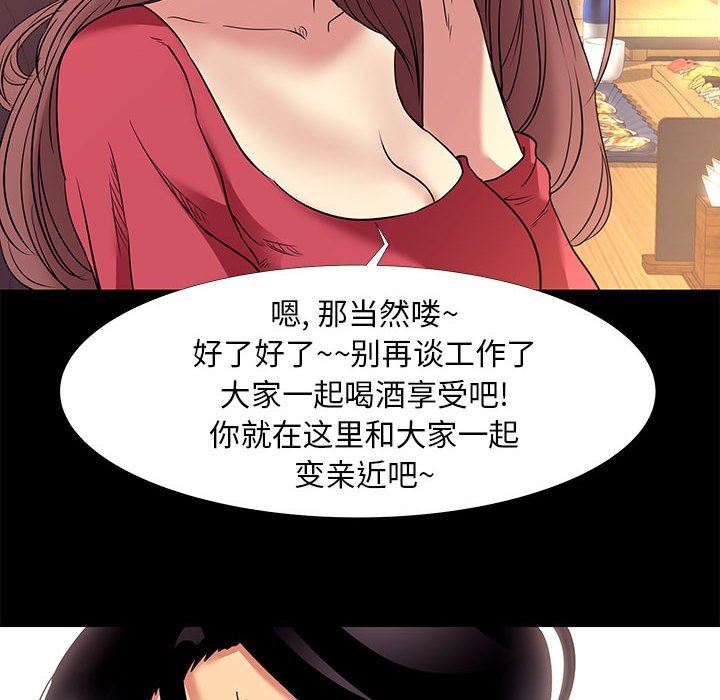 嗯, 那当然喽~
好了好了~~别再谈工作了
大家一起喝酒享受吧!
你就在这里和大家一起
变亲近吧~